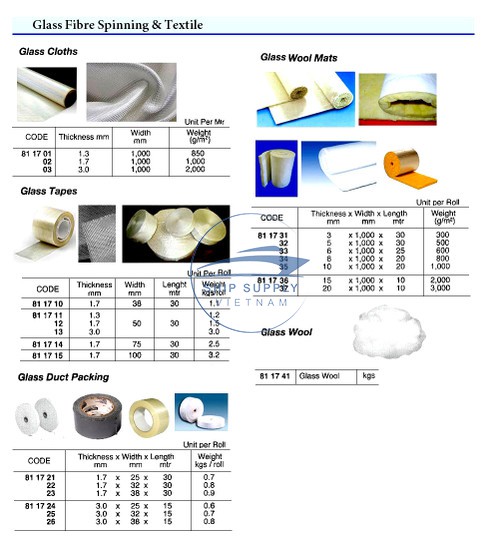 Glass Fibre Spinning & Textile
Glass Cloths
Unit Per Mtr
CODE Thickness mm Width mm Weight (g/m²)
81 17 01 1.3 1,000 850
02 1.7 1,000 1,000
03 3.0 1,000 2,000
Glass Tapes
Unit Per Roll
CODE Thickness mm Width mm Lenght mtr Weight kgs/roll
81 17 10 1.7 38 30 1.1
81 17 11 1.3 1.2
12 1.7 50 30 1.5
13 3.0 3.0
81 17 14 1.7 75 30 2.5
81 17 15 1.7 100 30 3.2
Glass Duct Packing
Unit per Roll
CODE Thickness x Width x Length mm mm mtr Weight kgs / roll
81 17 21 1.7 x 25 x 30 0.7
22 1.7 x 32 x 30 0.8
23 1.7 x 38 x 30 0.9
81 17 24 3.0 x 25 x 15 0.6
25 3.0 x 32 x 15 0.7
26 3.0 x 38 x 15 0.8
Glass Wool Mats
Unit per Roll
CODE Thickness x Width x Length mm mm mtr Weight (g/m²)
81 17 31 3 x 1,000 x 30 300
32 5 x 1,000 x 30 500
33 6 x 1,000 x 25 600
34 8 x 1,000 x 20 800
35 10 x 1,000 x 20 1,000
81 17 36 15 x 1,000 x 10 2,000
20 x 1,000 x 10 3,000
SHIP SUPPLY
VIETNAM
Glass Wool
81 17 41 Glass Wool kgs